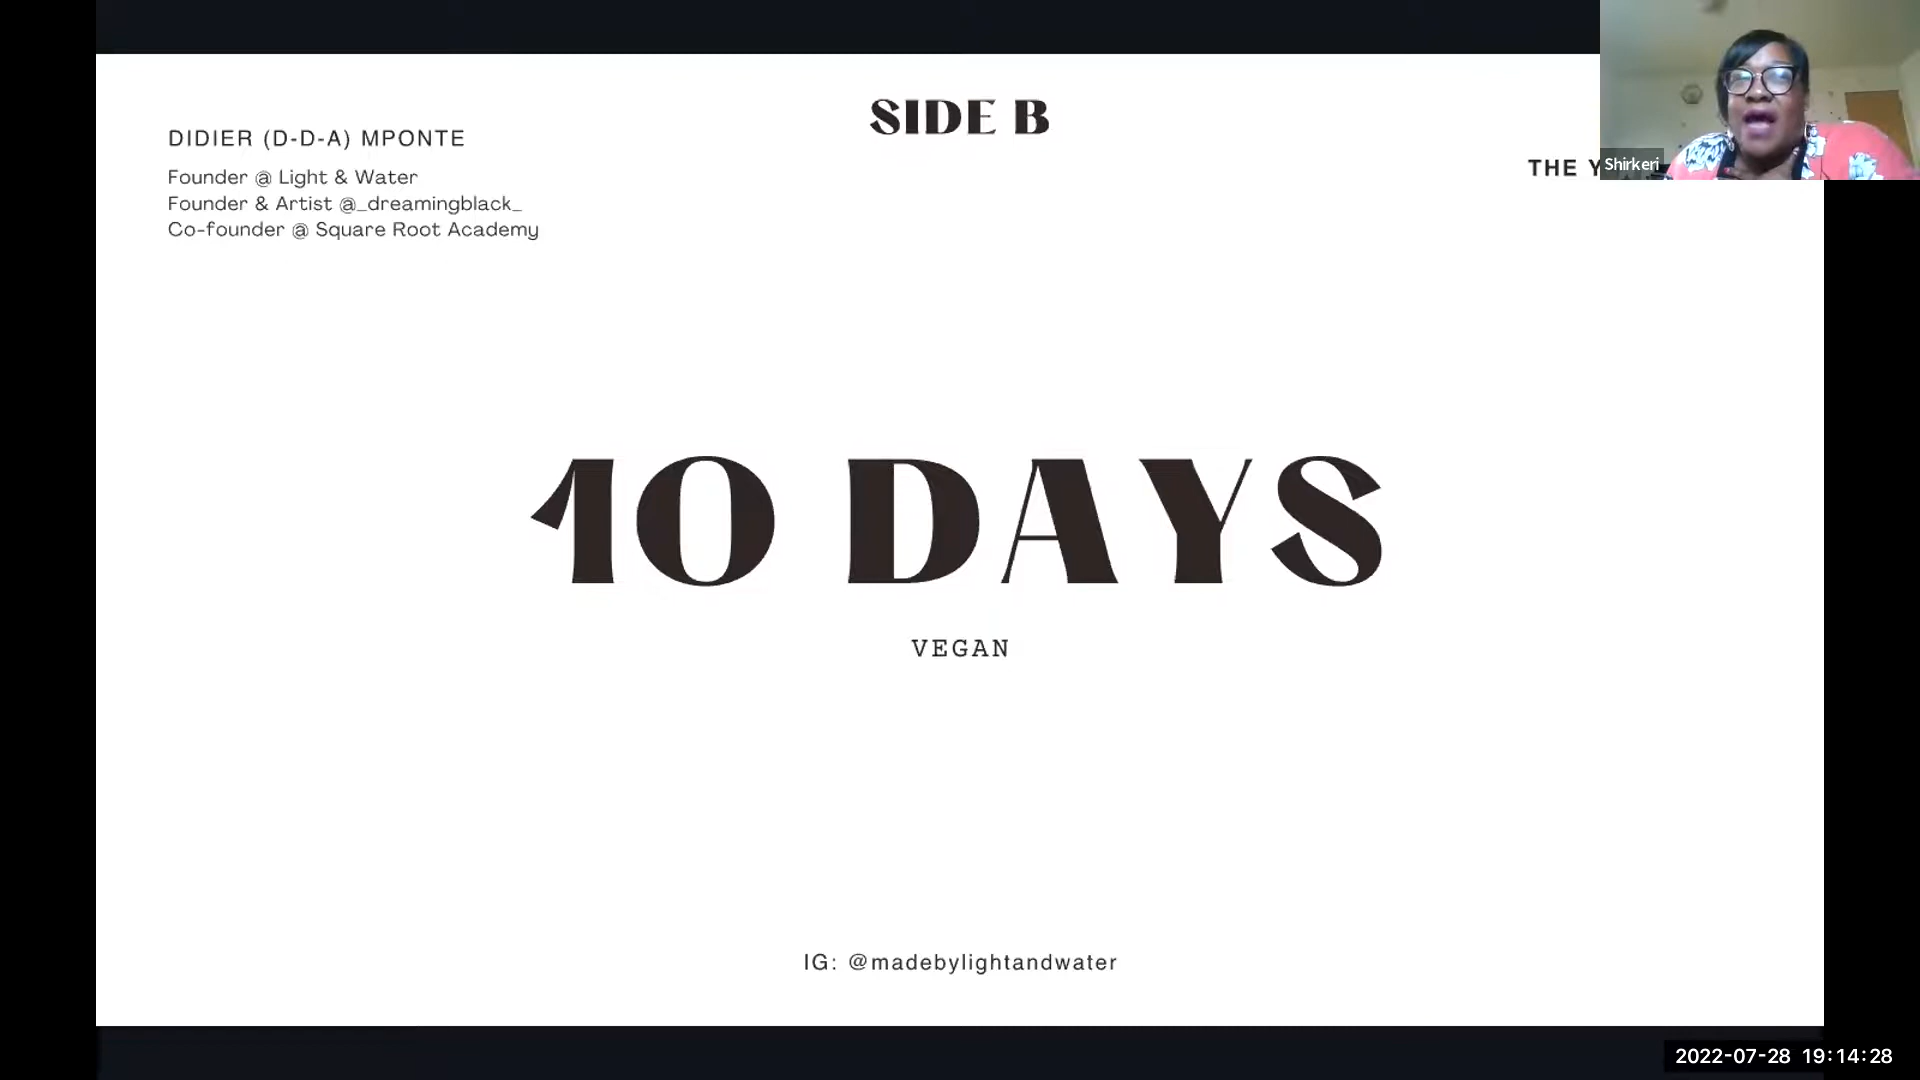 SIDE B
DIDIER (D-D-A) MPONTE
Founder @ Light & Water
Founder & Artist @_dreamingblack_
Co-founder @ Square Root Academy
THE
Shirkeri
10 DAYS
VEGAN
IG: @madebylightandwater
2022-07-28 19:14:28